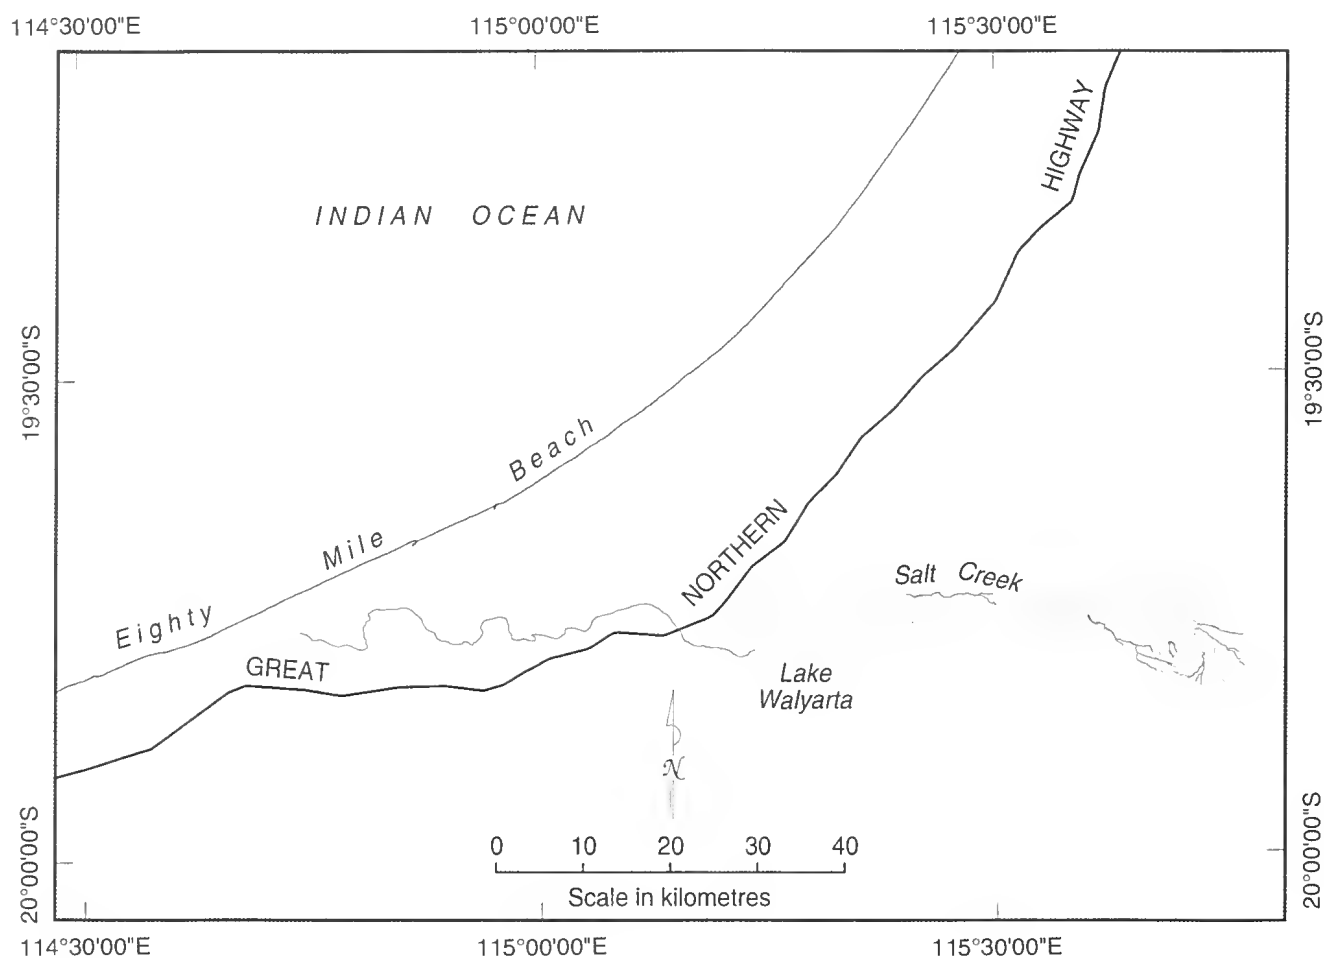 114°30'00"E 115°00'00"E 115°30'00"E
HIGHWAY
INDIAN OCEAN
19°30'00"S 19°30'00"S
Eighty Mile Beach
NORTHERN
Salt Creek
GREAT
Lake
Walyarta
N
0 10 20 30 40
Scale in kilometres
20°00'00"S 20°00'00"S
114°30'00"E 115°00'00"E 115°30'00"E